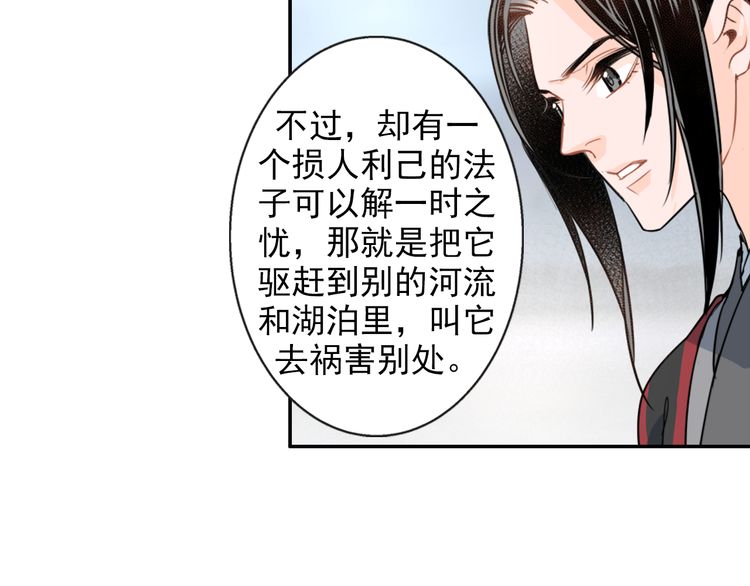 不过，却有一
个损人利己的法
子可以解一时之
忧，那就是把它
驱赶到别的河流
和湖泊里，叫它
去祸害别处。